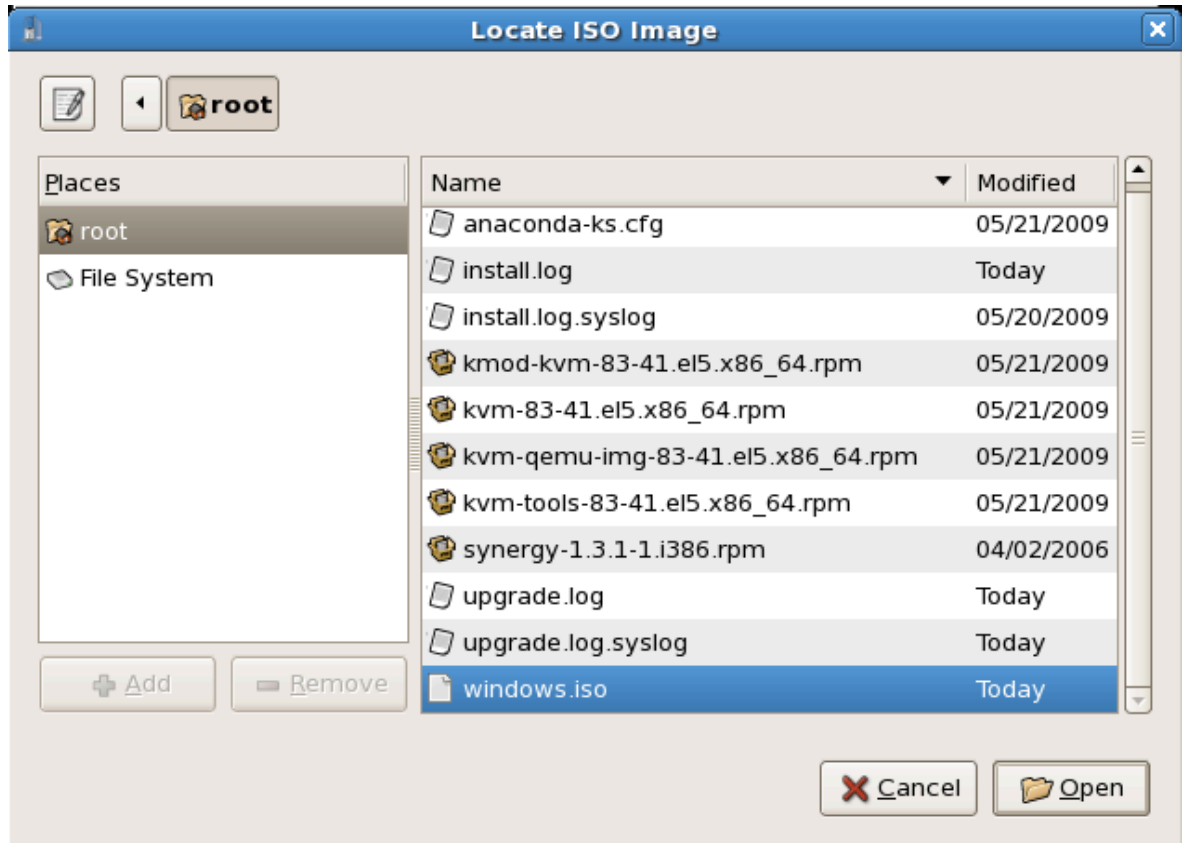 Locate ISO Image
root
Places
root
File System
Add
Remove
Name Modified
anaconda-ks.cfg 05/21/2009
install.log Today
install.log.syslog 05/20/2009
kmod-kvm-83-41.el5.x86_64.rpm 05/21/2009
kvm-83-41.el5.x86_64.rpm 05/21/2009
kvm-qemu-img-83-41.el5.x86_64.rpm 05/21/2009
kvm-tools-83-41.el5.x86_64.rpm 05/21/2009
synergy-1.3.1-1.i386.rpm 04/02/2006
upgrade.log Today
upgrade.log.syslog Today
windows.iso Today
Cancel
Open